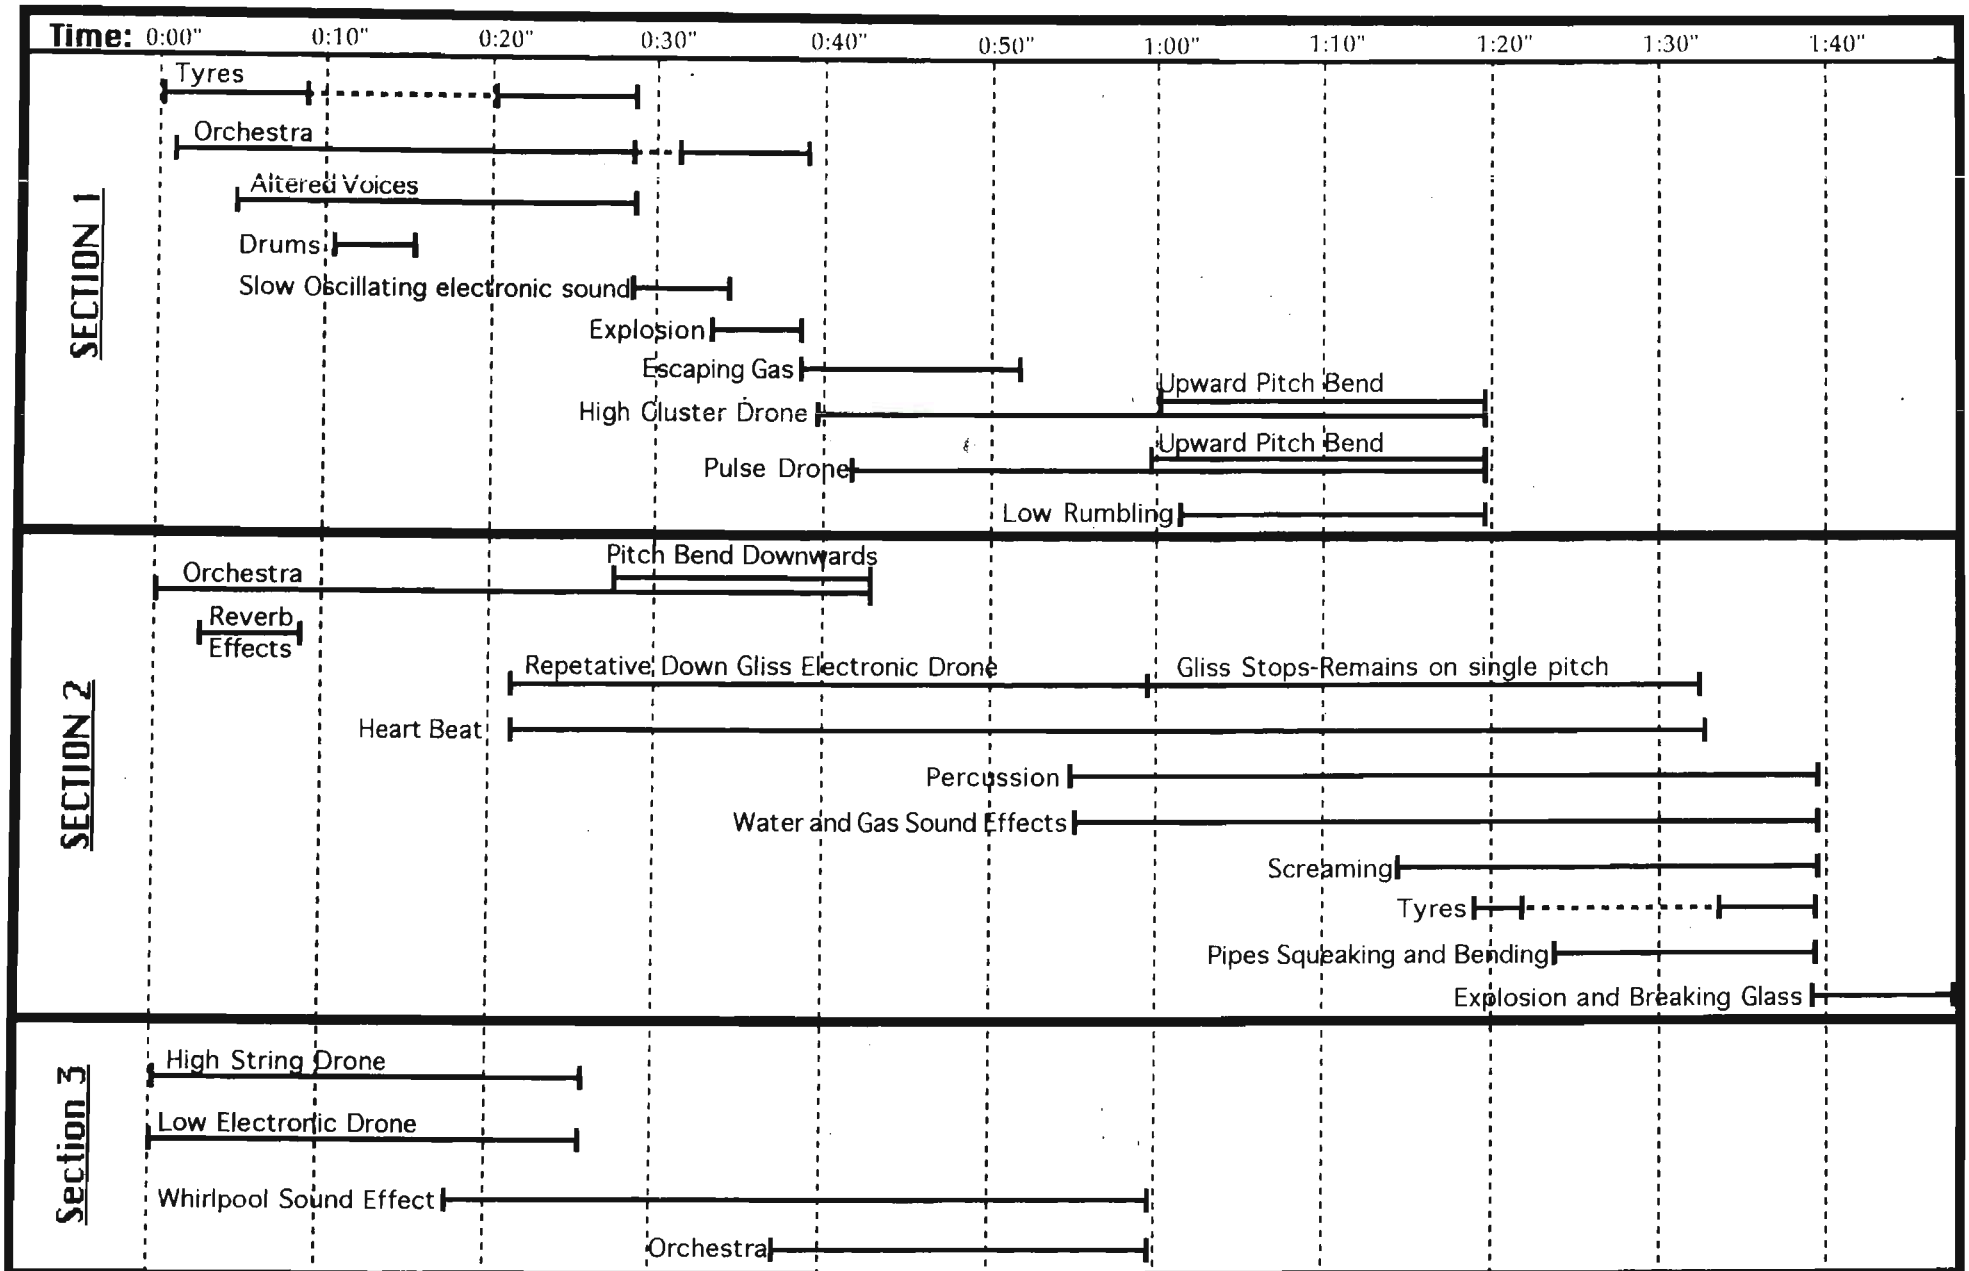 Time: 0:00" 0:10" 0:20" 0:30" 0:40" 0:50" 1:00" 1:10" 1:20" 1:30" 1:40"
SECTION 1
Tyres
Orchestra
Altered Voices
Drums
Slow Oscillating electronic sound
Explosion
Escaping Gas
Upward Pitch Bend
High Cluster Drone
Upward Pitch Bend
Pulse Drone
Low Rumbling
SECTION 2
Pitch Bend Downwards
Orchestra
Reverb
Effects
Repetative Down Gliss Electronic Drone Gliss Stops-Remains on single pitch
Heart Beat
Percussion
Water and Gas Sound Effects
Screaming
Tyres
Pipes Squeaking and Bending
Explosion and Breaking Glass
Section 3
High String Drone
Low Electronic Drone
Whirlpool Sound Effect
Orchestra